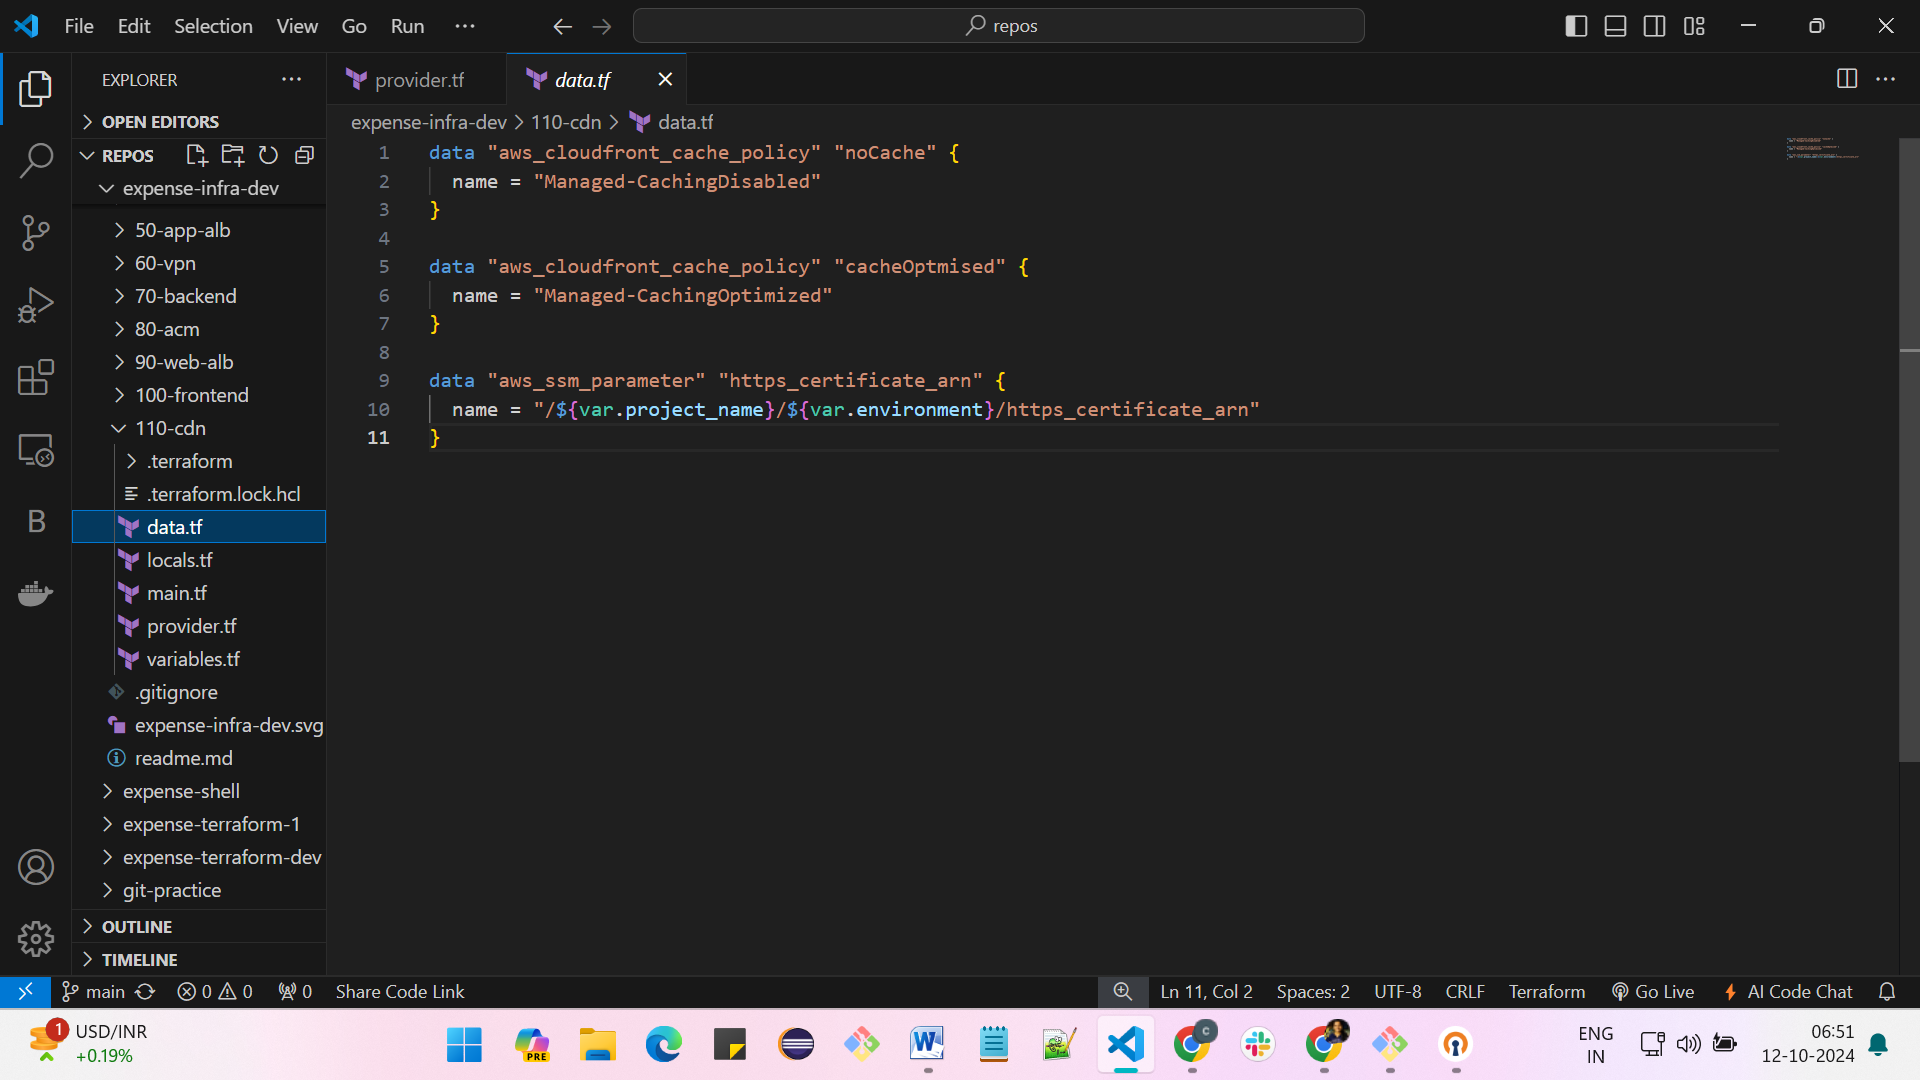 File Edit Selection View Go Run ··· repos
EXPLORER ···
OPEN EDITORS
REPOS
expense-infra-dev
50-app-alb
60-vpn
70-backend
80-acm
90-web-alb
100-frontend
110-cdn
.terraform
.terraform.lock.hcl
data.tf
locals.tf
main.tf
provider.tf
variables.tf
.gitignore
expense-infra-dev.svg
readme.md
expense-shell
expense-terraform-1
expense-terraform-dev
git-practice
OUTLINE
TIMELINE
B
provider.tf data.tf
expense-infra-dev > 110-cdn > data.tf
1 data "aws_cloudfront_cache_policy" "noCache" {
2 name = "Managed-CachingDisabled"
3 }
4
5 data "aws_cloudfront_cache_policy" "cacheOptmised" {
6 name = "Managed-CachingOptimized"
7 }
8
9 data "aws_ssm_parameter" "https_certificate_arn" {
10 name = "/${var.project_name}/${var.environment}/https_certificate_arn"
11 }
main 0 0 0 Share Code Link Ln 11, Col 2 Spaces: 2 UTF-8 CRLF Terraform Go Live AI Code Chat
1 USD/INR
+0.19%
PRE
W
c
ENG
IN
06:51
12-10-2024